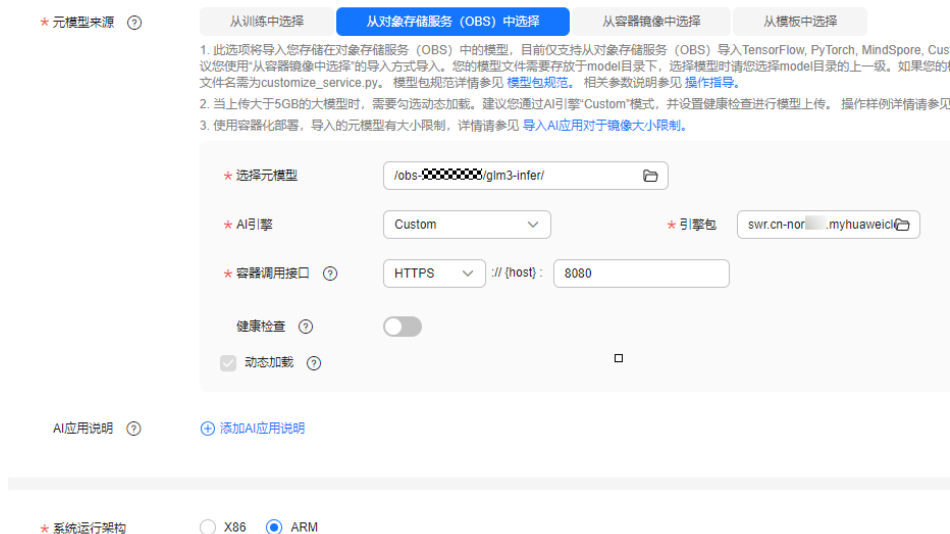 * 元模型来源 ? 从训练中选择 从对象存储服务（OBS）中选择 从容器镜像中选择 从模板中选择
1. 此选项将导入您存储在对象存储服务（OBS）中的模型，目前仅支持从对象存储服务（OBS）导入TensorFlow, PyTorch, MindSpore, Cus
议您使用“从容器镜像中选择”的导入方式导入。您的模型文件需要存放于model目录下，选择模型时请您选择model目录的上一级。如果您的
文件名需为customize_service.py。 模型包规范详情参见 模型包规范。 相关参数说明参见 操作指导。
2. 当上传大于5GB的大模型时，需要勾选动态加载。建议您通过AI引擎“Custom”模式，并设置健康检查进行模型上传。 操作样例详情请参见
3. 使用容器化部署，导入的元模型有大小限制，详情请参见 导入AI应用对于镜像大小限制。
* 选择元模型 /obs- /glm3-infer/
* AI引擎 Custom * 引擎包 swr.cn-nor .myhuaweicl
* 容器调用接口 ? HTTPS :// {host} : 8080
健康检查 ?
动态加载 ?
AI应用说明 ? 添加AI应用说明
* 系统运行架构 X86 ARM